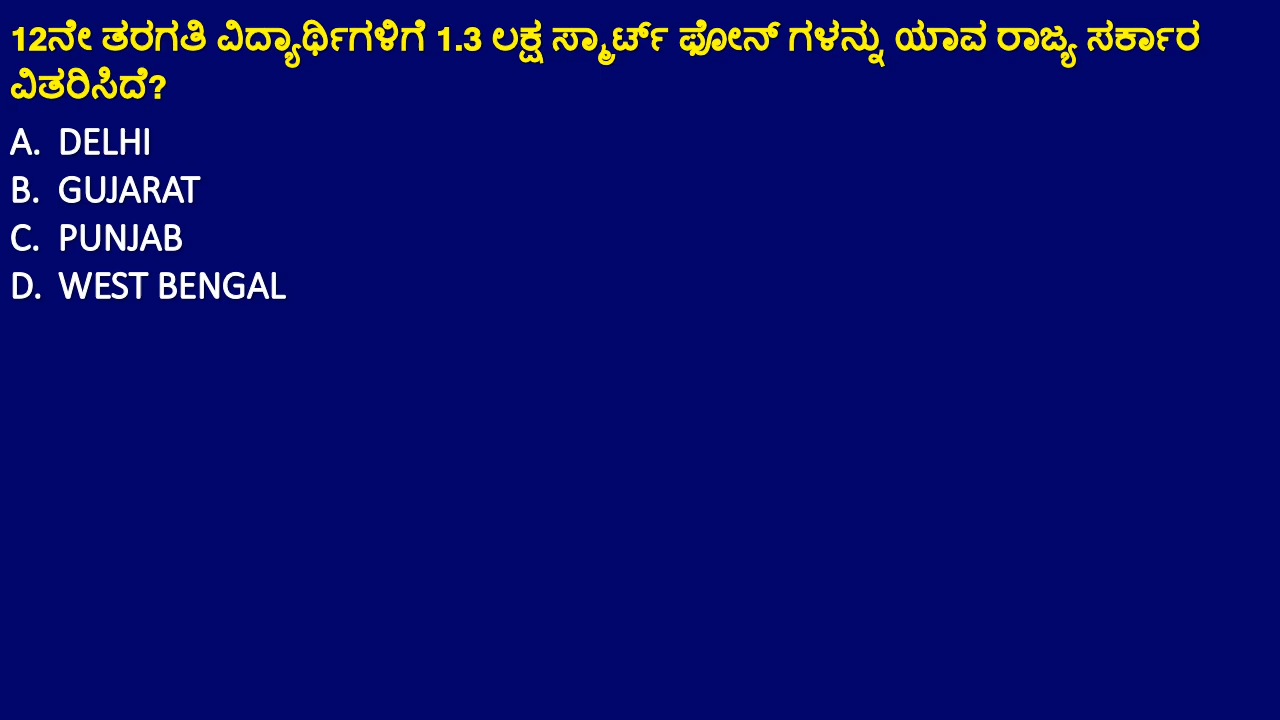 12ನೇ ತರಗತಿ ವಿದ್ಯಾರ್ಥಿಗಳಿಗೆ 1.3 ಲಕ್ಷ ಸ್ಮಾರ್ಟ್ ಫೋನ್ ಗಳನ್ನು ಯಾವ ರಾಜ್ಯ ಸರ್ಕಾರ
ವಿತರಿಸಿದೆ?
A. DELHI
B. GUJARAT
C. PUNJAB
D. WEST BENGAL